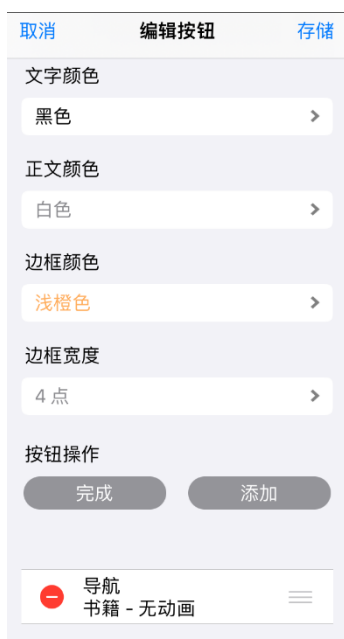 取消 编辑按钮 存储
文字颜色
黑色
正文颜色
白色
边框颜色
浅橙色
边框宽度
4 点
按钮操作
完成 添加
导航
书籍 - 无动画